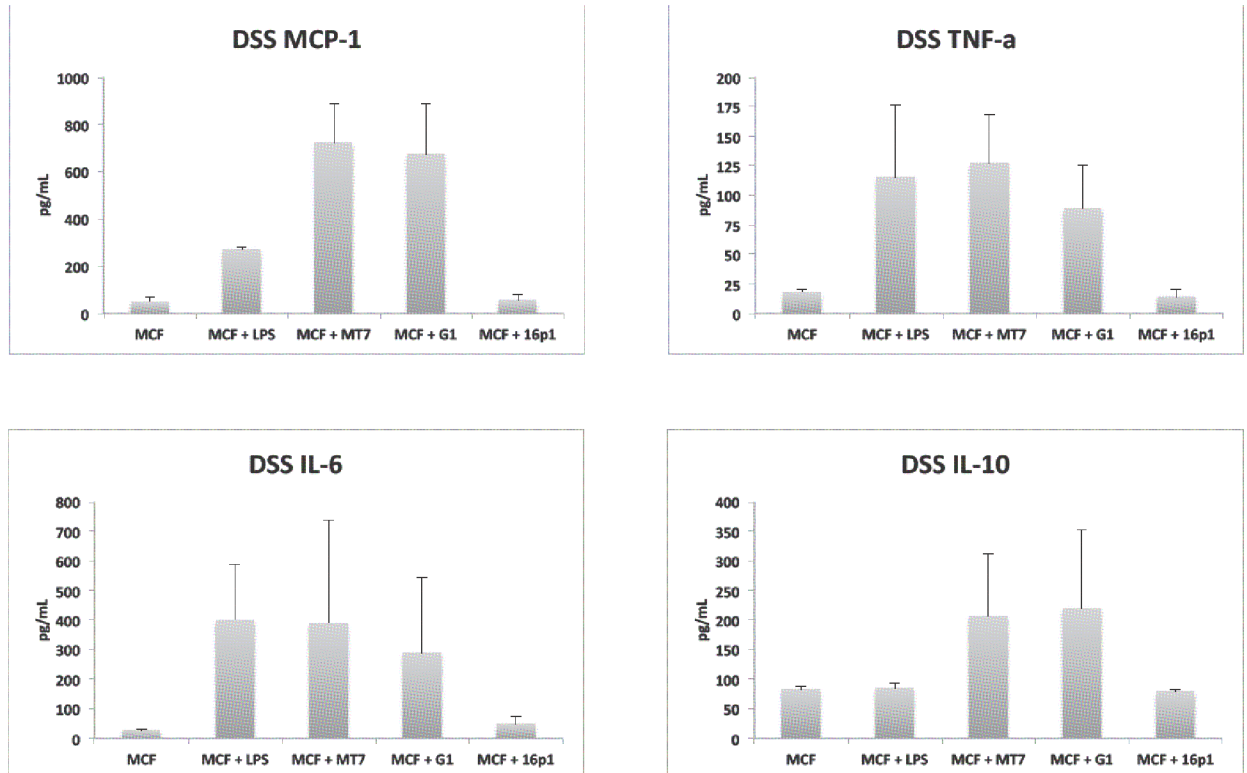 DSS MCP-1
1000
800
600
400
200
0
pg/mL
MCF
MCF + LPS
MCF + MT7
MCF + G1
MCF + 16p1
DSS TNF-a
200
175
150
125
100
75
50
25
0
pg/mL
MCF
MCF + LPS
MCF + MT7
MCF + G1
MCF + 16p1
DSS IL-6
800
700
600
500
400
300
200
100
0
pg/mL
MCF
MCF + LPS
MCF + MT7
MCF + G1
MCF + 16p1
DSS IL-10
400
350
300
250
200
150
100
50
0
pg/mL
MCF
MCF + LPS
MCF + MT7
MCF + G1
MCF + 16p1